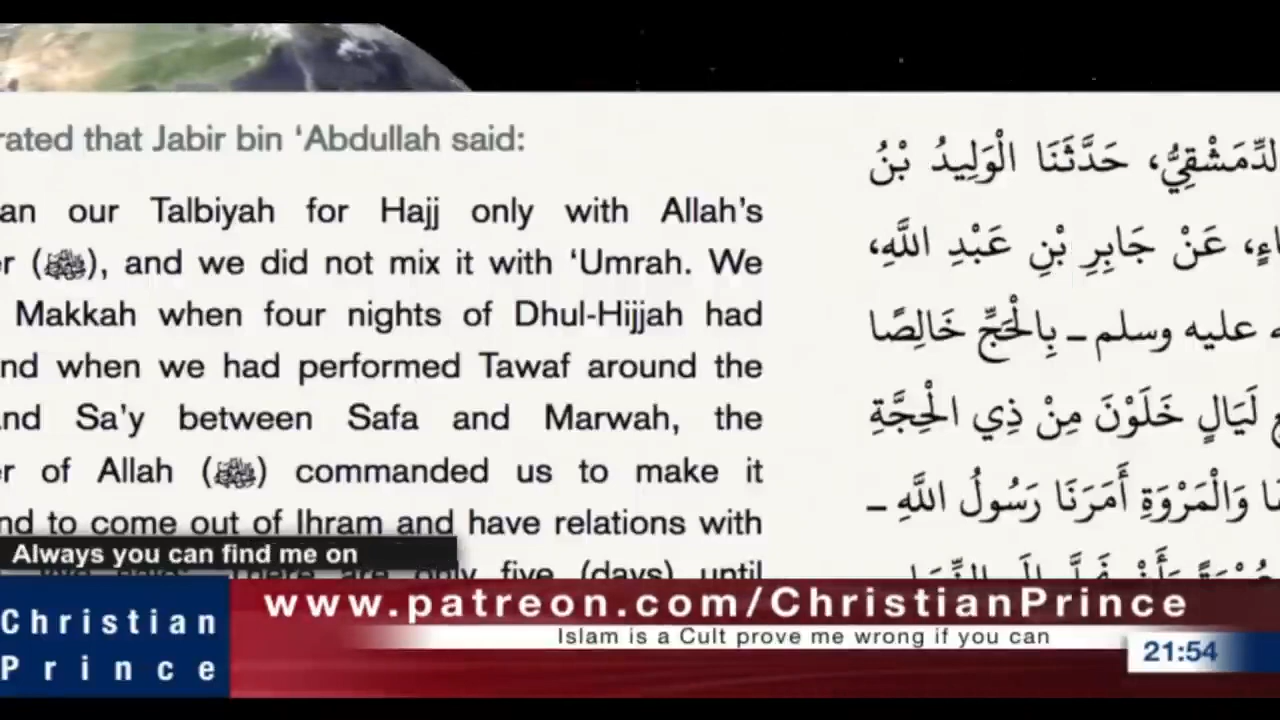 rated that Jabir bin ‘Abdullah said:
an our Talbiyah for Hajj only with Allah’s
r (ﷺ), and we did not mix it with ‘Umrah. We
Makkah when four nights of Dhul-Hijjah had
nd when we had performed Tawaf around the
nd Sa’y between Safa and Marwah, the
r of Allah (ﷺ) commanded us to make it
nd to come out of Ihram and have relations with
only five (days) until
الدِّمَشْقِيُّ، حَدَّثَنَا الْوَلِيدُ بْنُ
اءٍ، عَنْ جَابِرِ بْنِ عَبْدِ اللَّهِ،
عليه وسلم ـ بِالْحَجِّ خَالِصًا
لَيَالٍ خَلَوْنَ مِنْ ذِي الْحِجَّةِ
وَالْمَرْوَةِ أَمَرَنَا رَسُولُ اللَّهِ ـ
Always you can find me on
www.patreon.com/ChristianPrince
Islam is a Cult prove me wrong if you can
Christian
Prince
21:54